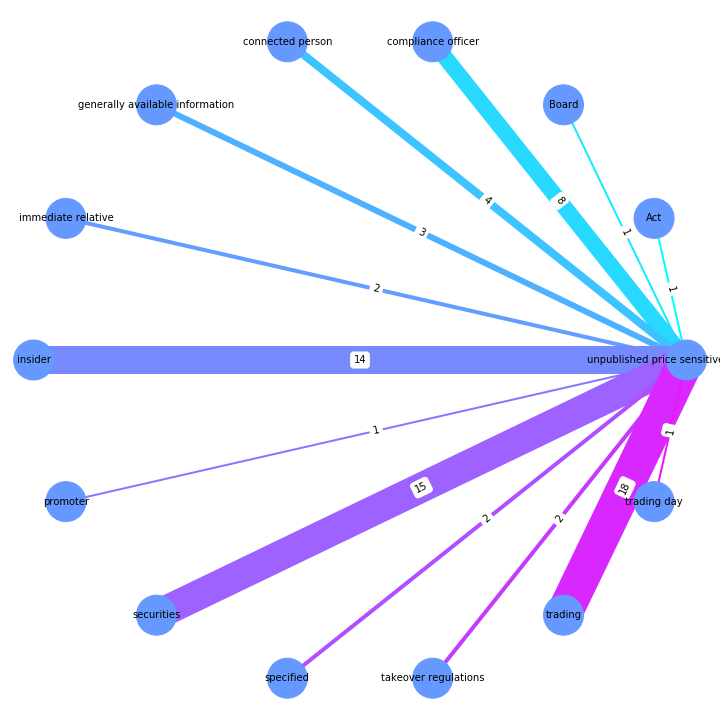 connected person
compliance officer
generally available information
Board
4
8
immediate relative
Act
3
1
2
1
insider
14
unpublished price sensitive
1
1
promoter
15
18
trading day
2
2
securities
trading
specified
takeover regulations